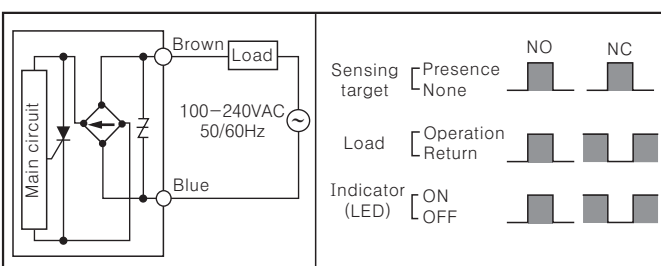 Main circuit
Brown
Load
100-240VAC
50/60Hz
~
Blue
NO NC
Sensing target
Presence
None
Load
Operation
Return
Indicator (LED)
ON
OFF